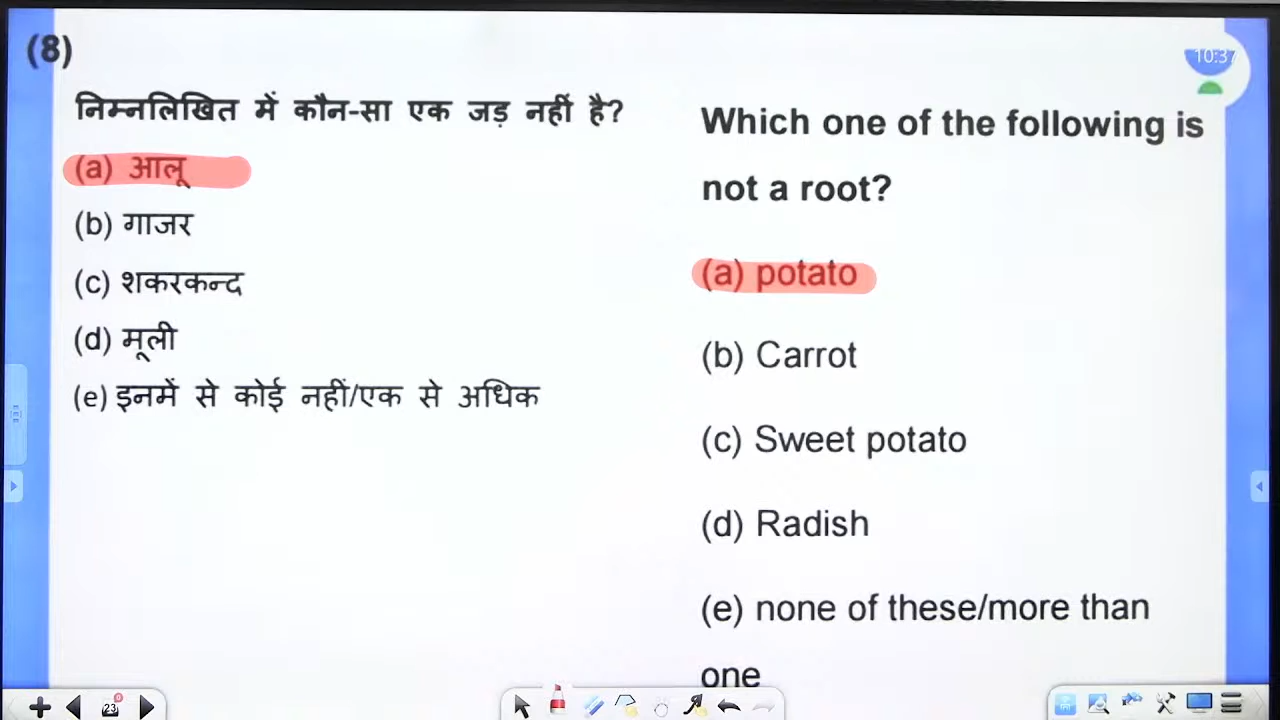 (8)
10:37
निम्नलिखित में कौन-सा एक जड़ नहीं है?
(a) आलू
(b) गाजर
(c) शकरकन्द
(d) मूली
(e) इनमें से कोई नहीं/एक से अधिक
Which one of the following is
not a root?
(a) potato
(b) Carrot
(c) Sweet potato
(d) Radish
(e) none of these/more than
one
23